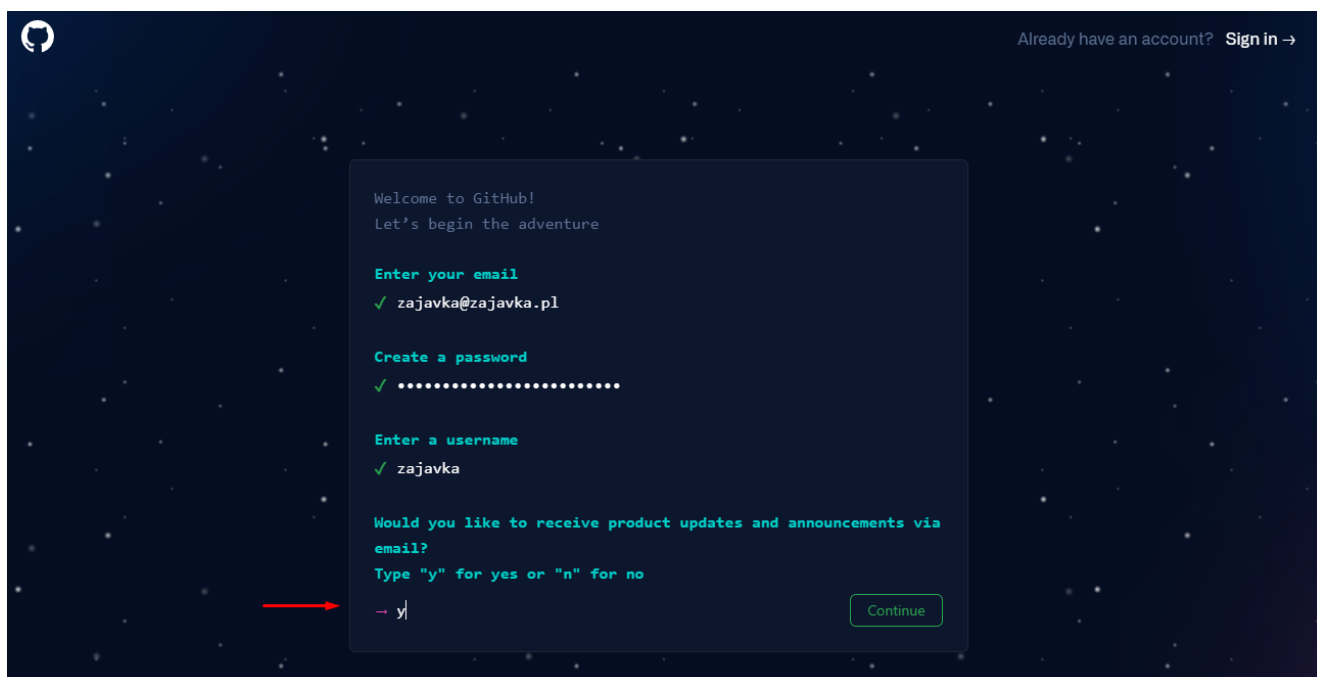 Already have an account? Sign in →
Welcome to GitHub!
Let’s begin the adventure
Enter your email
✓ zajavka@zajavka.pl
Create a password
✓ •••••••••••••••••••••••••
Enter a username
✓ zajavka
Would you like to receive product updates and announcements via
email?
Type "y" for yes or "n" for no
→ y
Continue